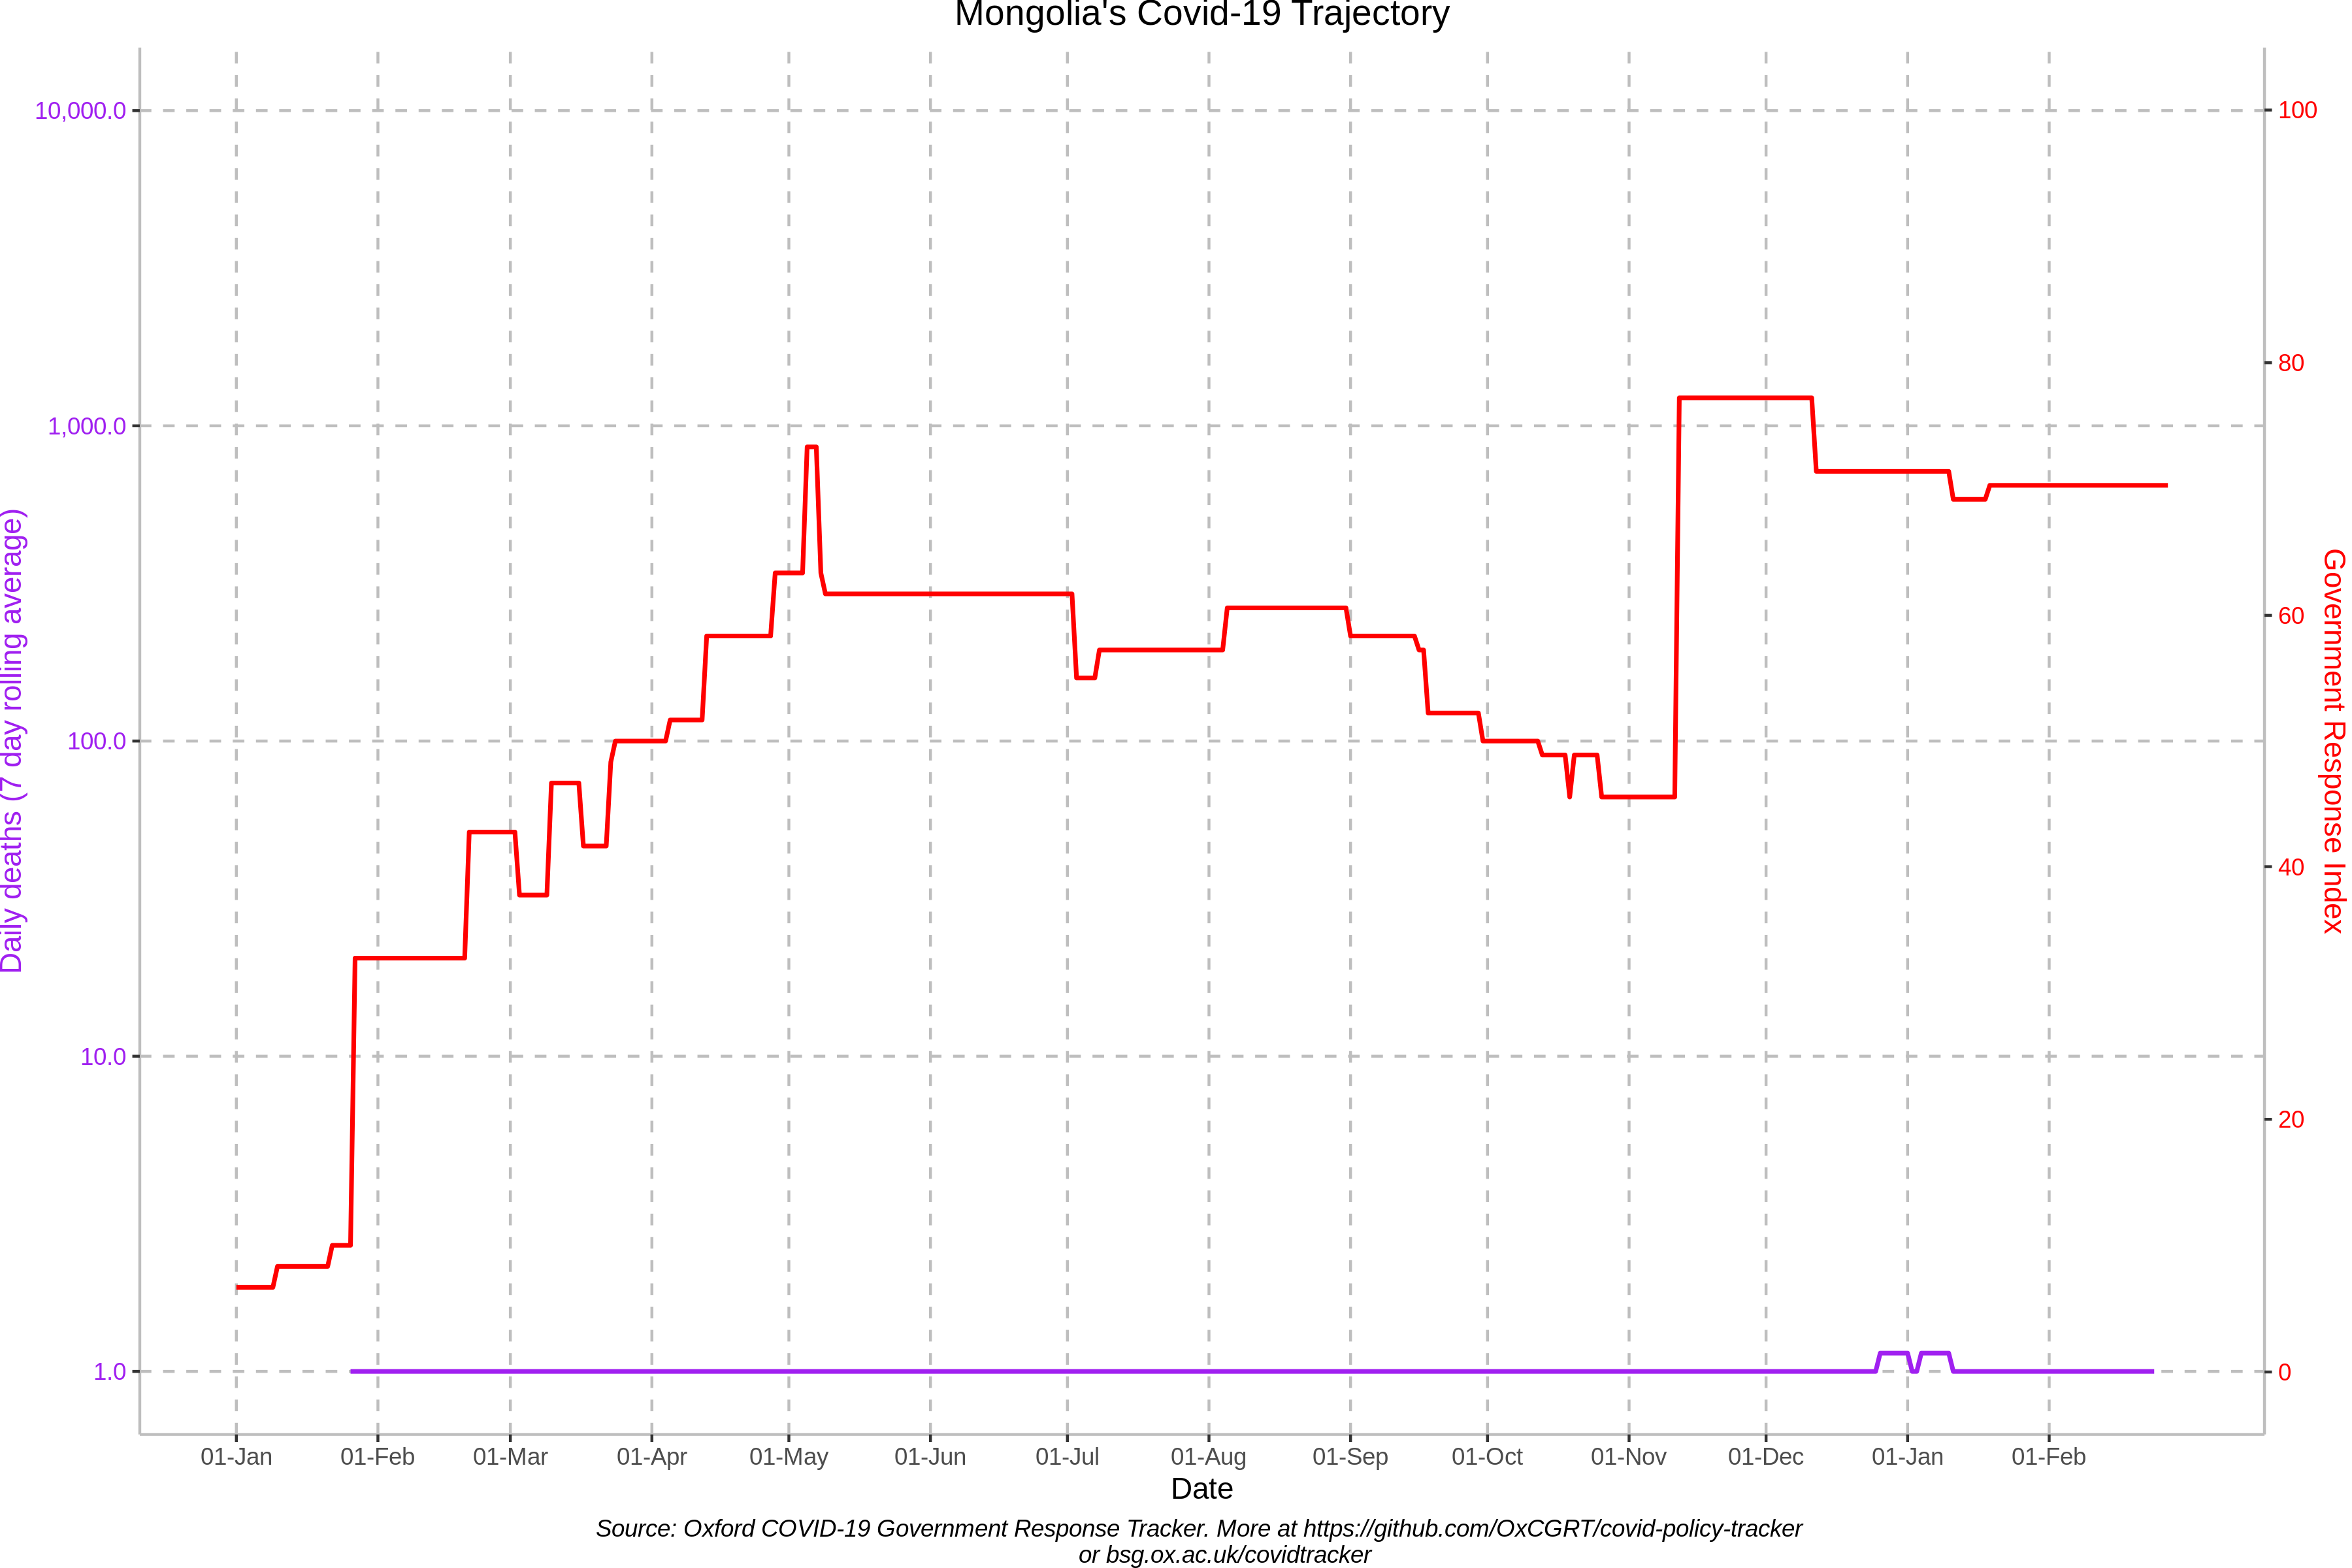 Mongolia's Covid-19 Trajectory
10,000.0
1,000.0
100.0
10.0
1.0
Daily deaths (7 day rolling average)
100
80
60
40
20
0
Government Response Index
01-Jan 01-Feb 01-Mar 01-Apr 01-May 01-Jun 01-Jul 01-Aug 01-Sep 01-Oct 01-Nov 01-Dec 01-Jan 01-Feb
Date
Source: Oxford COVID-19 Government Response Tracker. More at https://github.com/OxCGRT/covid-policy-tracker
or bsg.ox.ac.uk/covidtracker